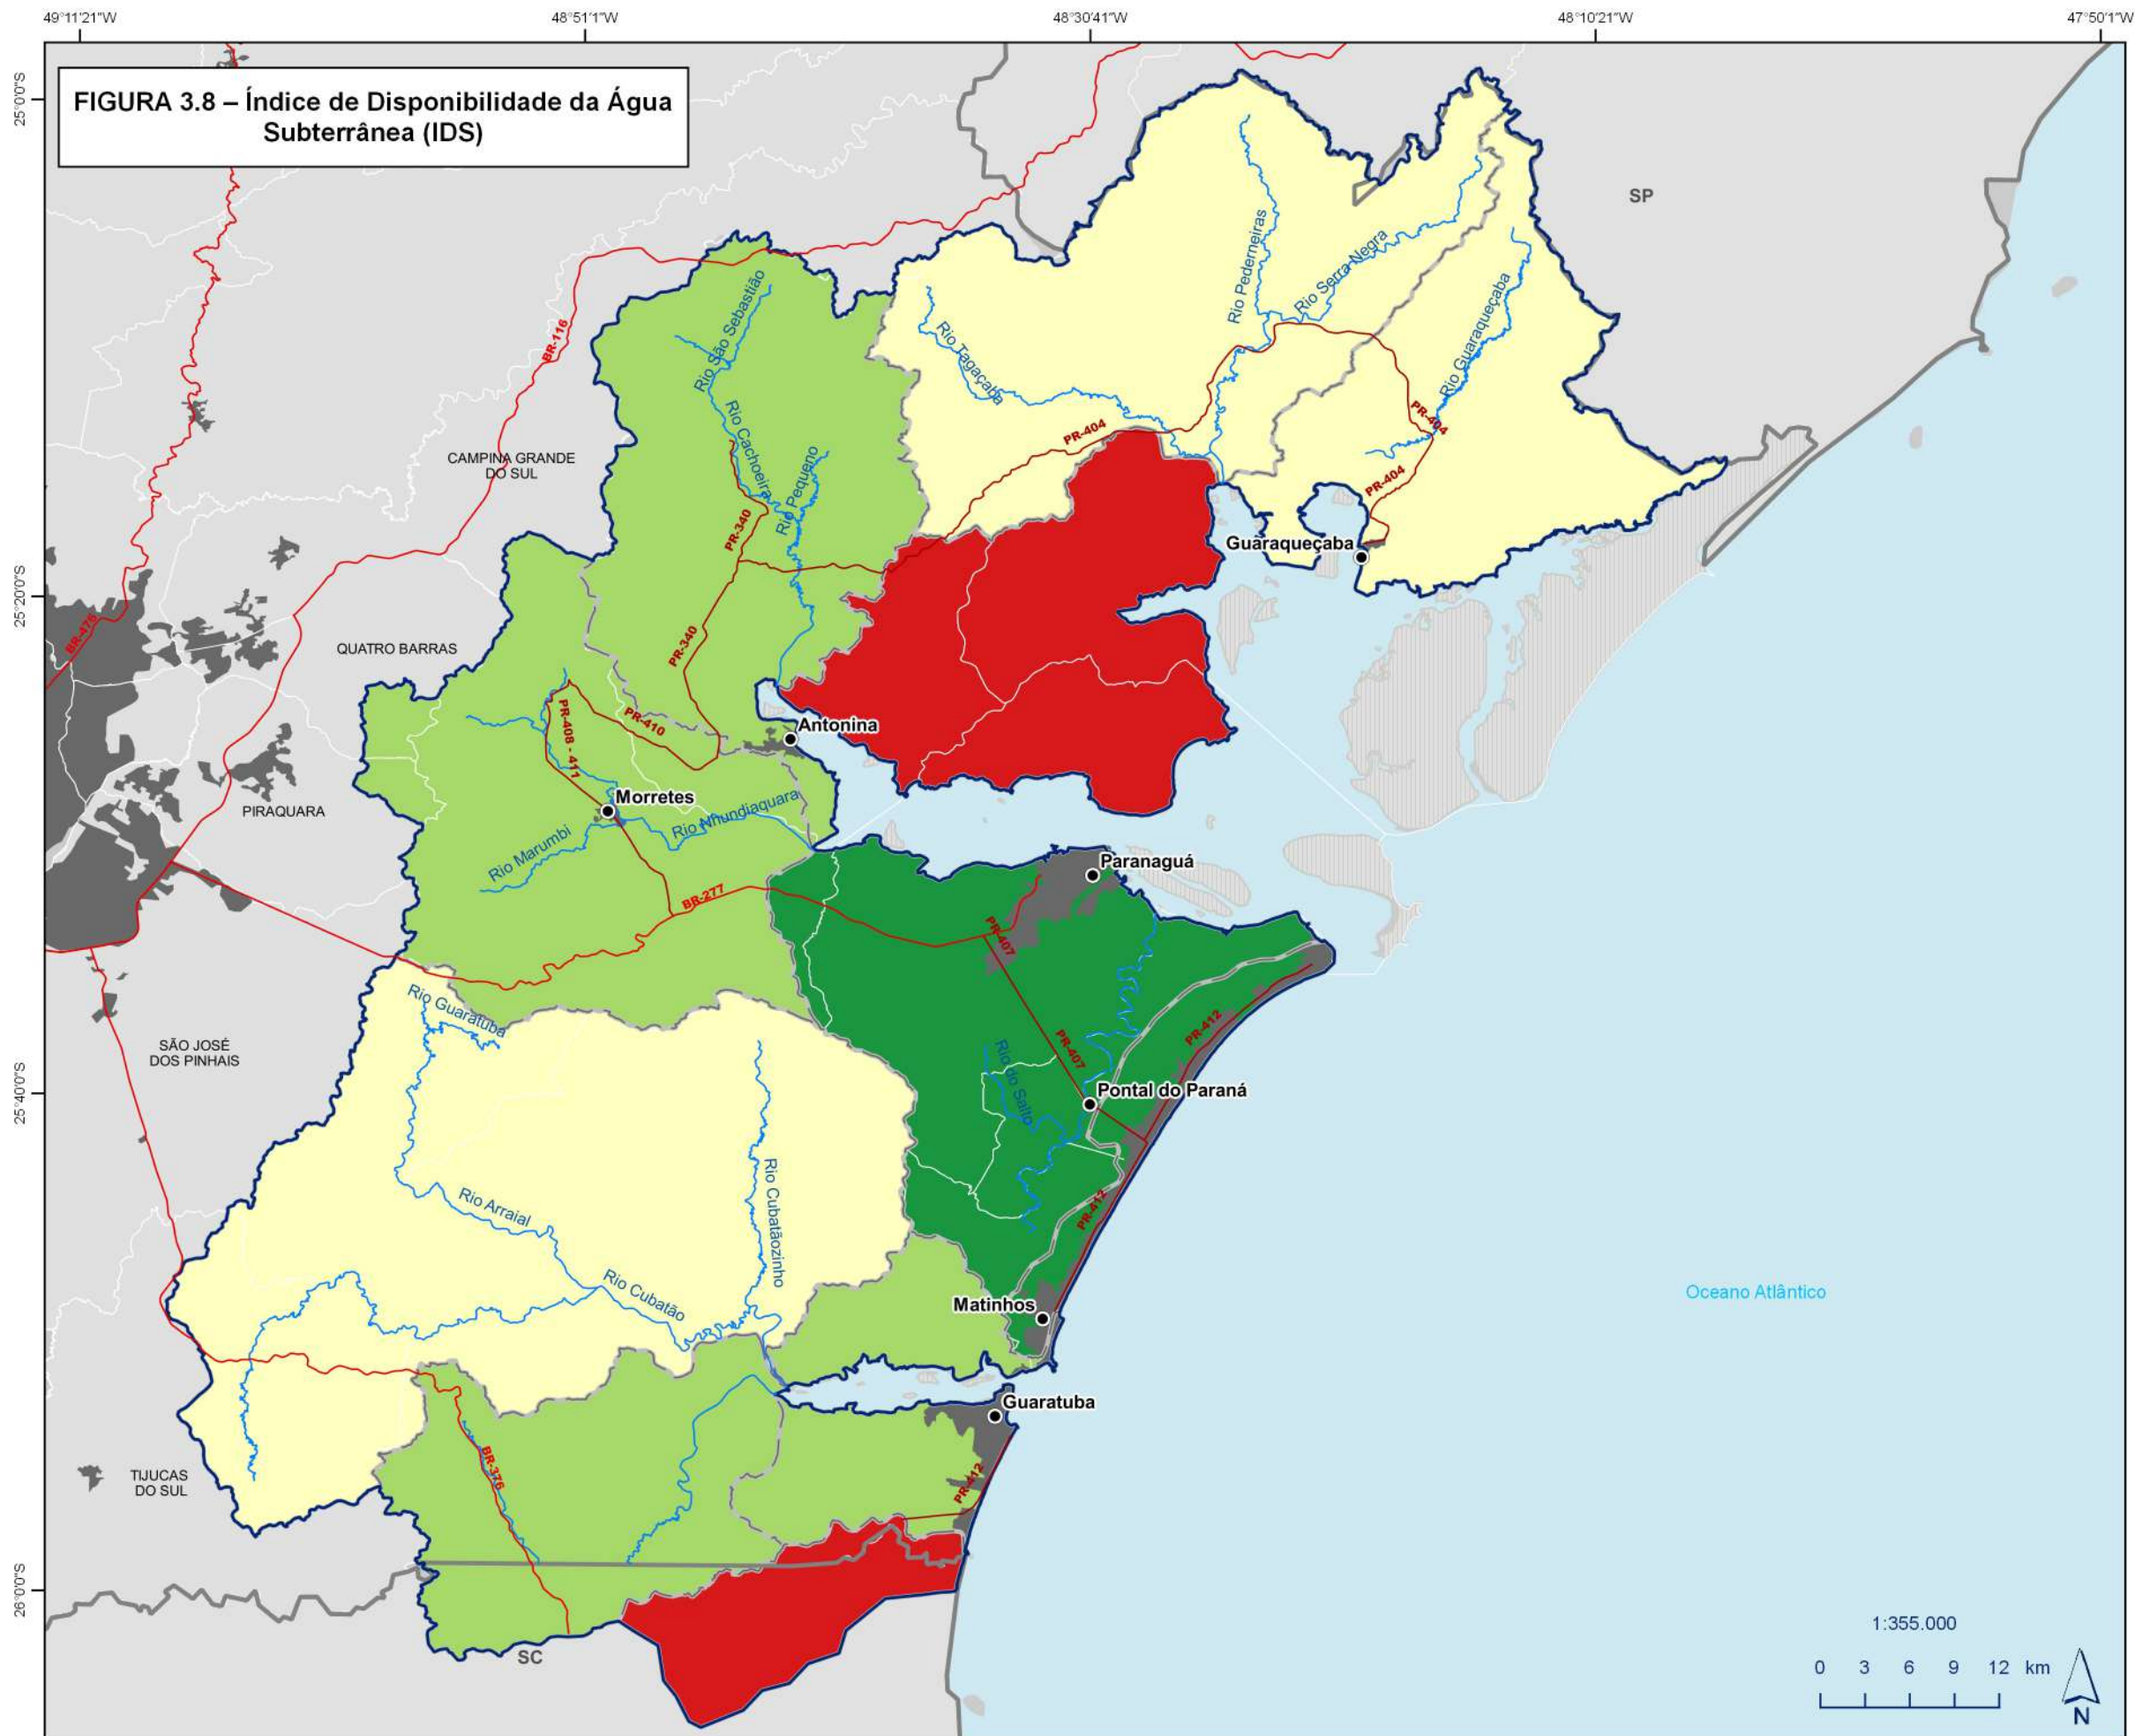 49°11'21"W
48°51'1"W
48°30'41"W
48°10'21"W
47°50'1"W
25°0'0"S
25°20'0"S
25°40'0"S
26°0'0"S
FIGURA 3.8 – Índice de Disponibilidade da Água
Subterrânea (IDS)
SP
Rio Pederneiras
Rio Serra Negra
Rio Guaraqueçaba
Rio São Sebastião
BR-116
Rio Tagaçaba
Rio Cachoeira
Rio Pequeno
PR-404
PR-404
PR-404
CAMPINA GRANDE
DO SUL
PR-340
Guaraqueçaba
BR-476
QUATRO BARRAS
PR-340
PR-408 - 411
PR-410
Antonina
PIRAQUARA
Morretes
Rio Nhundiaquara
Rio Marumbi
Paranaguá
BR-277
PR-407
Rio Guaratuba
SÃO JOSÉ
DOS PINHAIS
PR-412
PR-407
Rio do Salto
Pontal do Paraná
Rio Arraial
Rio Cubatãozinho
PR-412
Rio Cubatão
Matinhos
Oceano Atlântico
Guaratuba
TIJUCAS
DO SUL
BR-376
PR-412
SC
1:355.000
0 3 6 9 12 km
N